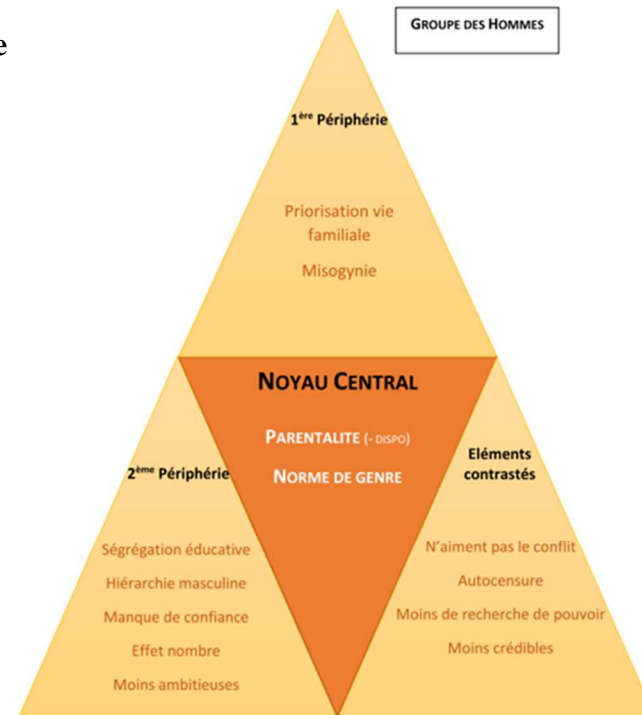 GROUPE DES HOMMES
e
1ère Périphérie
Priorisation vie
familiale
Misogynie
NOYAU CENTRAL
PARENTALITE (- DISPO)
NORME DE GENRE
2ème Périphérie
Ségrégation éducative
Hiérarchie masculine
Manque de confiance
Effet nombre
Moins ambitieuses
Eléments
contrastés
N'aiment pas le conflit
Autocensure
Moins de recherche de pouvoir
Moins crédibles